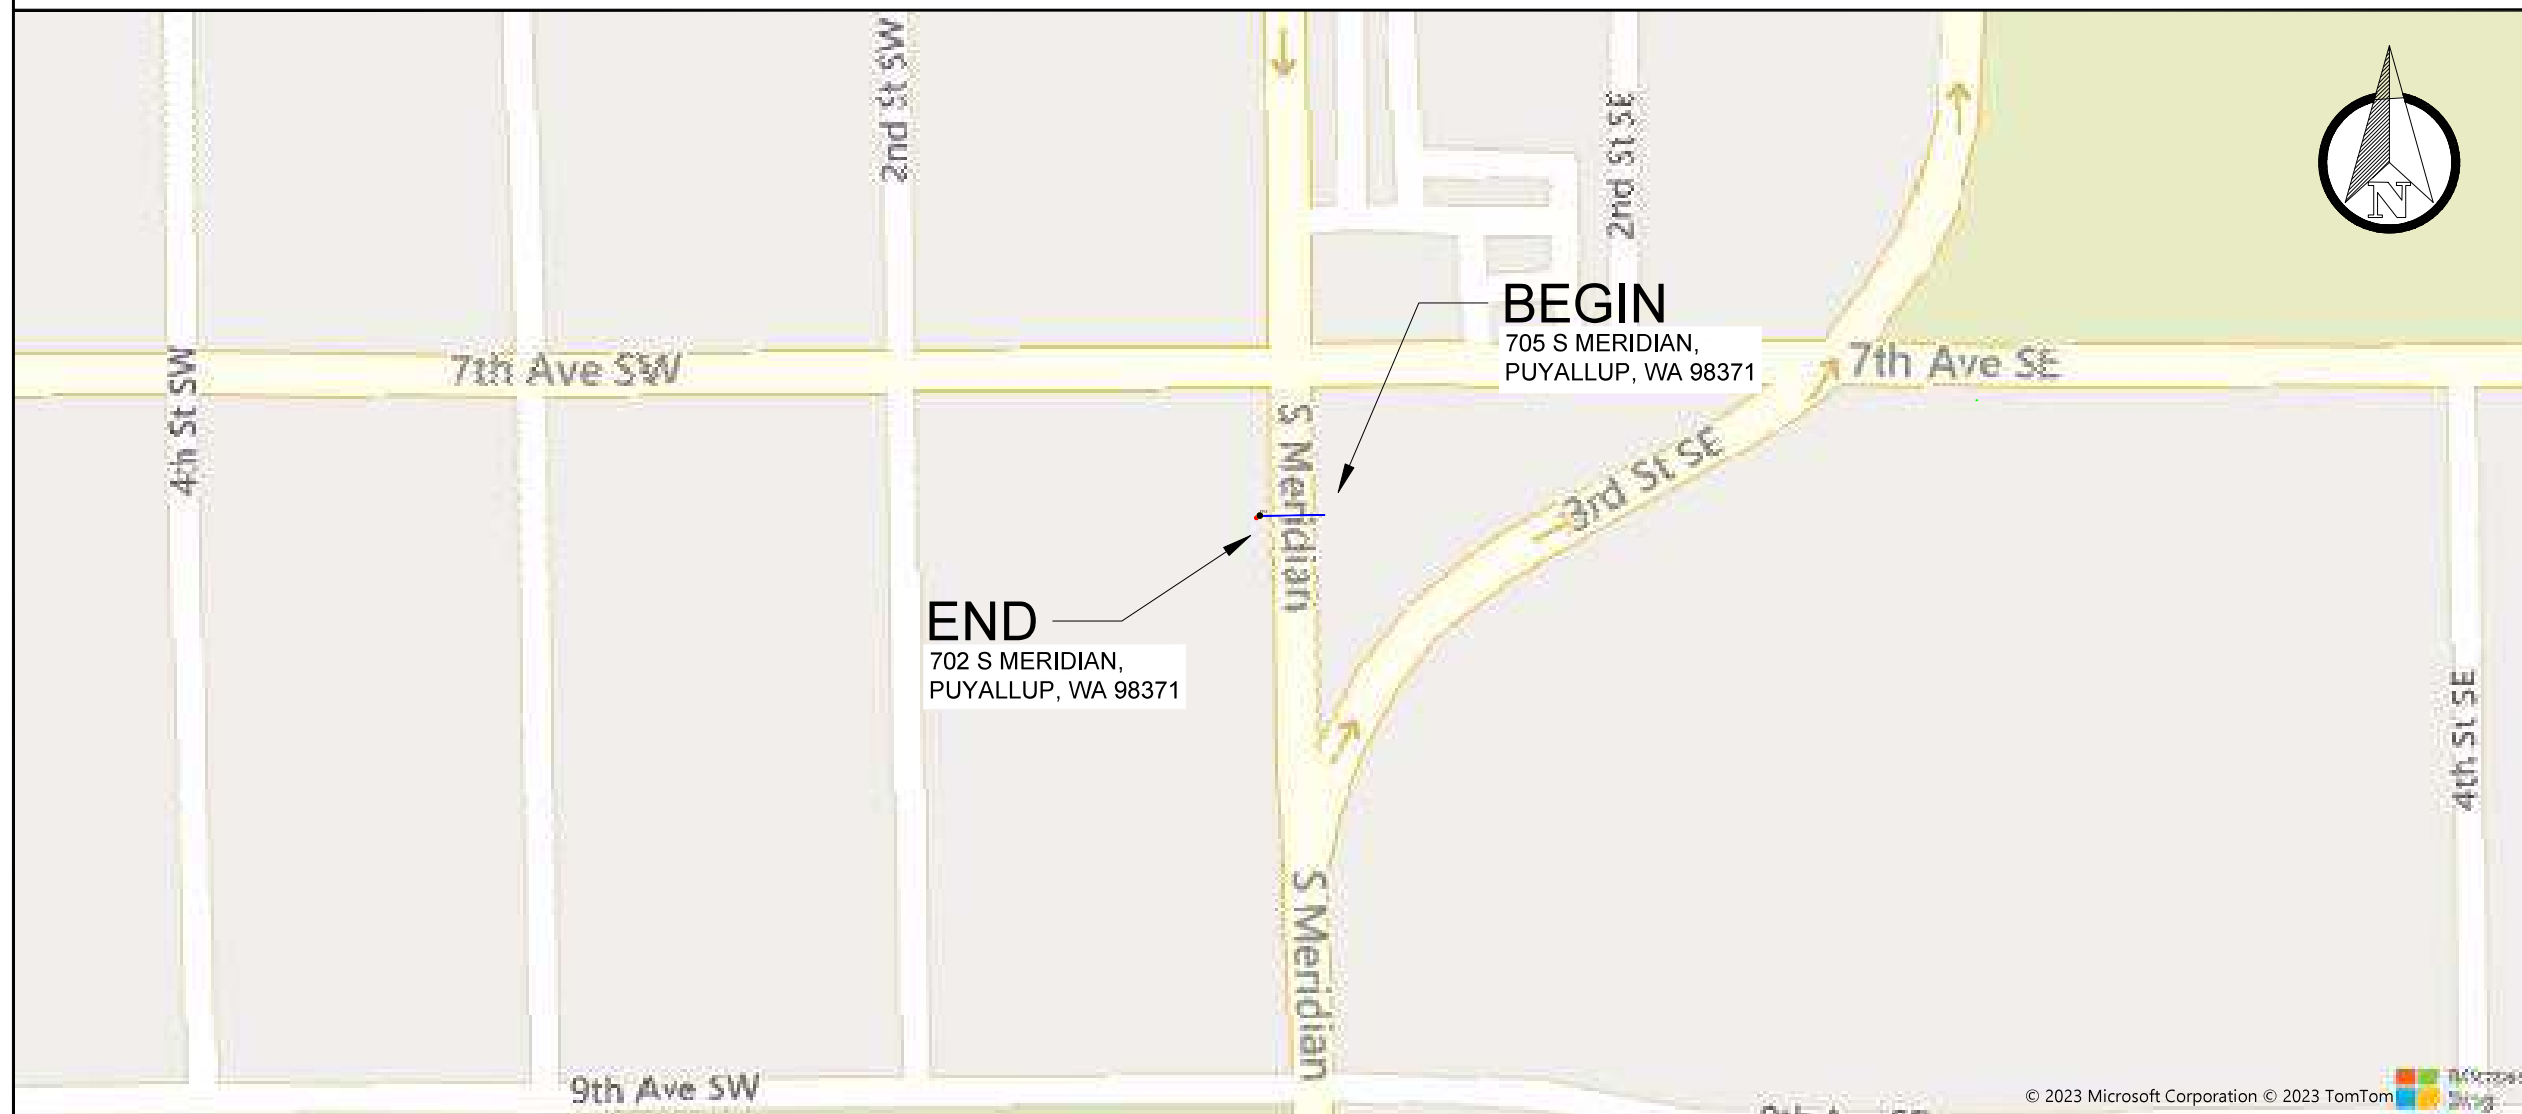 2nd St SW
2nd St SE
N
BEGIN
705 S MERIDIAN,
PUYALLUP, WA 98371
7th Ave SW
7th Ave SE
4th St SW
S Meridian
3rd St SE
END
702 S MERIDIAN,
PUYALLUP, WA 98371
4th St SE
S Meridian
9th Ave SW
© 2023 Microsoft Corporation © 2023 TomTom
Bing